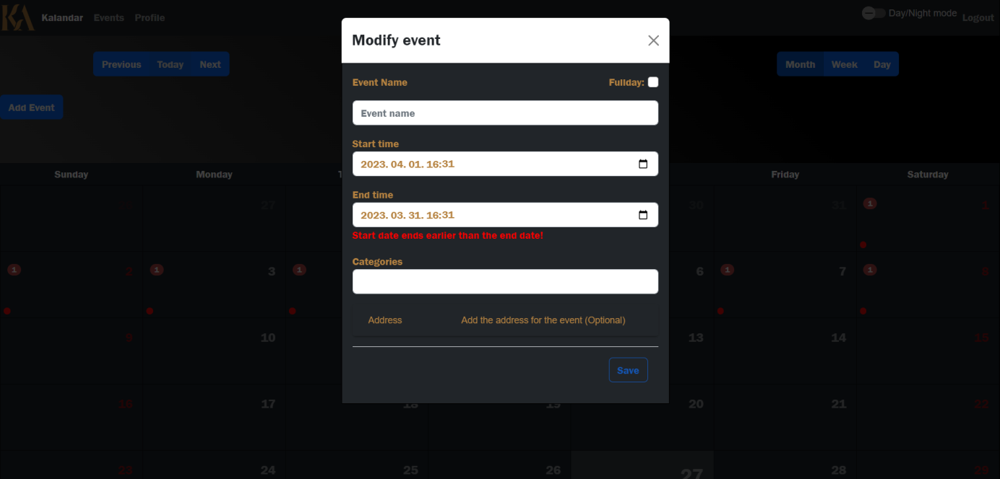 KA Kalandar Events Profile
Day/Night mode Logout
Previous Today Next
Month Week Day
Add Event
Modify event
Event Name Fullday:
Event name
Start time
2023. 04. 01. 16:31
End time
2023. 03. 31. 16:31
Start date ends earlier than the end date!
Categories
Address Add the address for the event (Optional)
Save
Sunday Monday T Friday Saturday
27 30 31 1 1
1 2 1 3 1 6 1 7 1 8
9 10 13 14 15
16 17 18 19 20 21 22
23 24 25 26 27 28 29